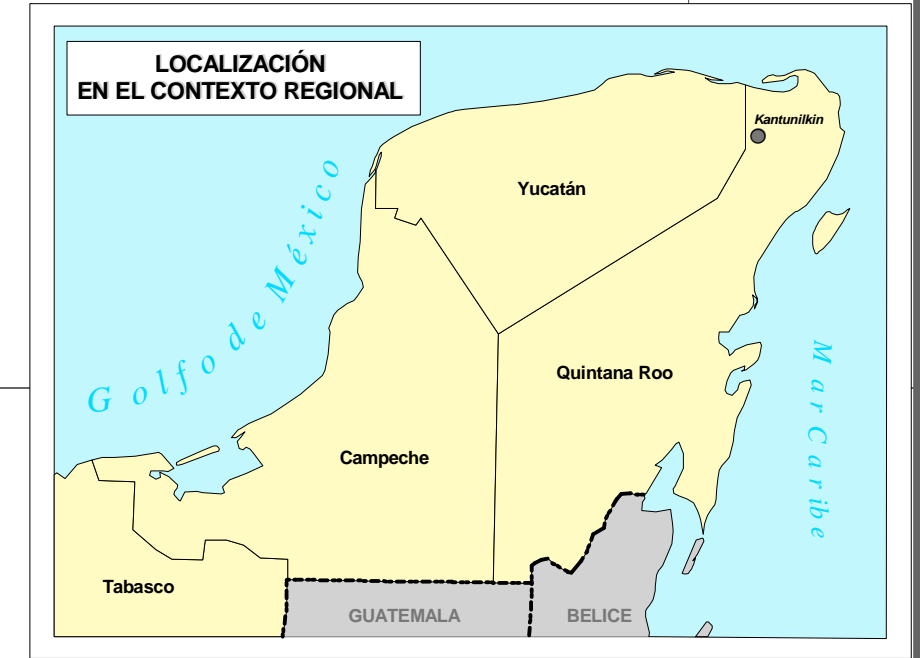 LOCALIZACIÓN
EN EL CONTEXTO REGIONAL
Kantunilkin
Yucatán
Golfo de México
Quintana Roo
Mar Caribe
Campeche
Tabasco
GUATEMALA
BELICE